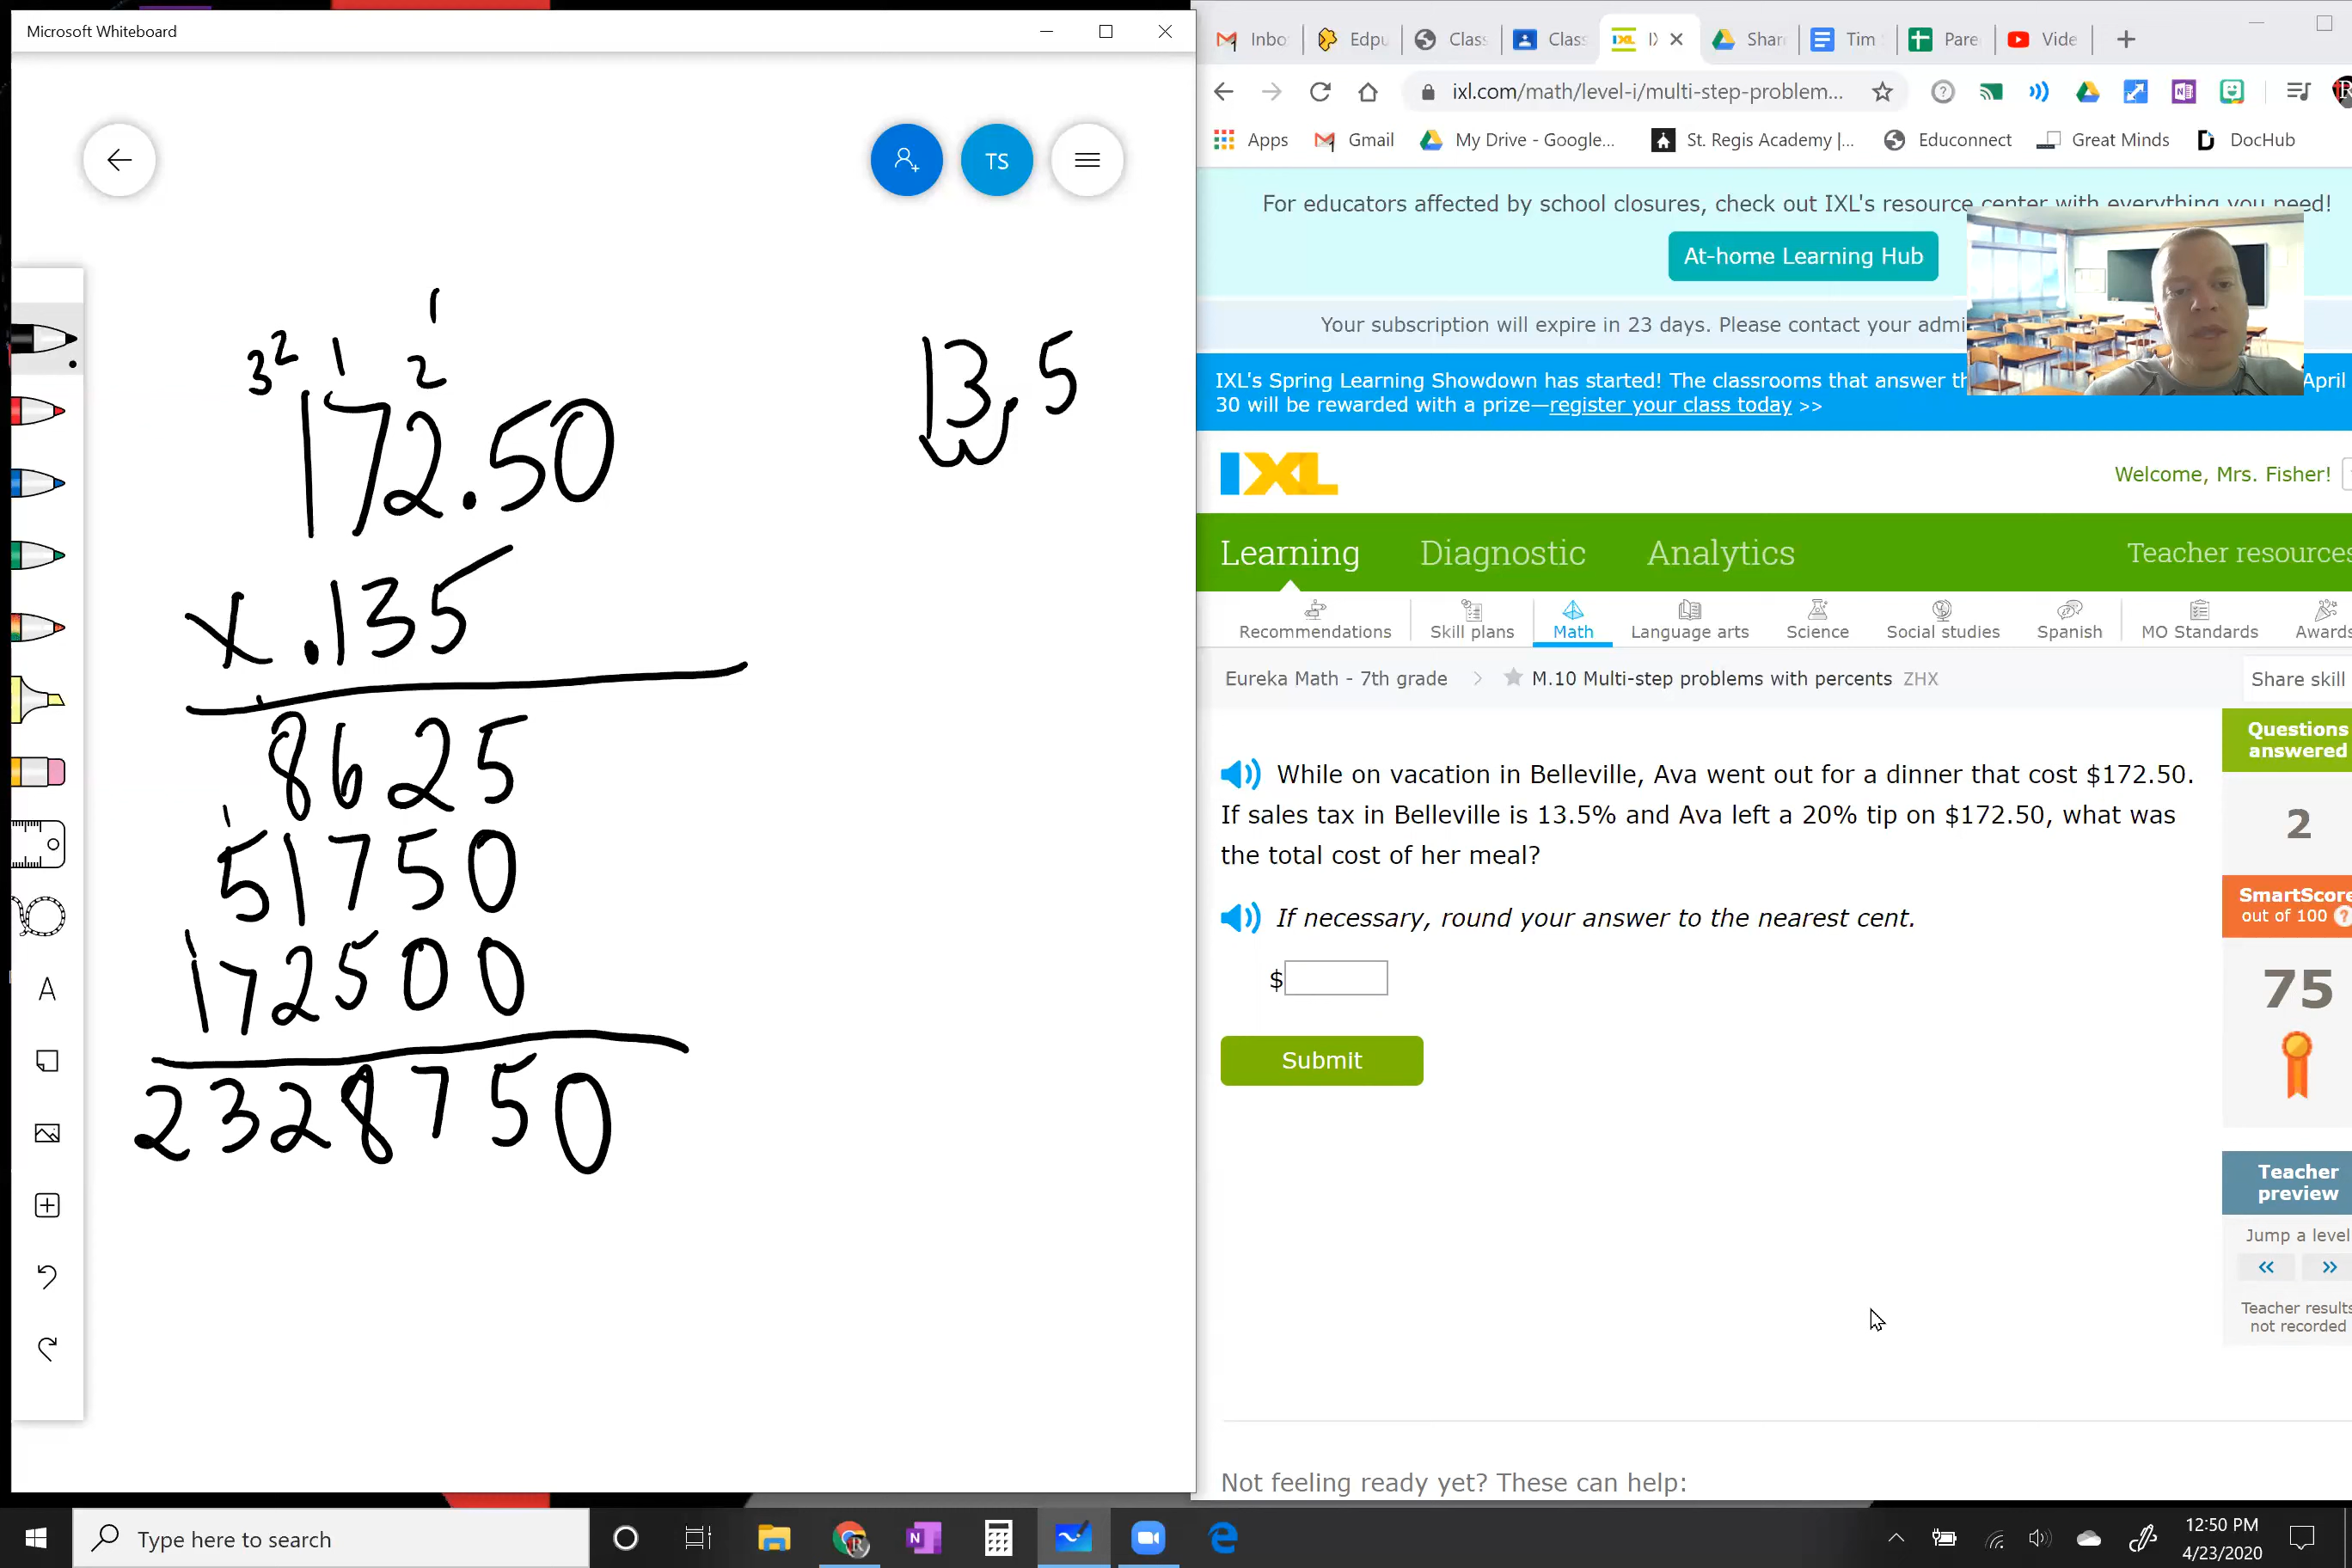 Microsoft Whiteboard
TS
1
3 2 1 2
172.50
x .135
8625
1
51750
1
172500
2328750
13.5
A
Inbo
Edpu
Class
Class
IXL
Shar
Tim
Pare
Vide
ixl.com/math/level-i/multi-step-problem...
Apps
Gmail
My Drive - Google...
St. Regis Academy |...
Educonnect
Great Minds
DocHub
For educators affected by school closures, check out IXL's resource center with everything you need!
At-home Learning Hub
Your subscription will expire in 23 days. Please contact your admi
IXL's Spring Learning Showdown has started! The classrooms that answer th
April
30 will be rewarded with a prize—register your class today >>
IXL
Welcome, Mrs. Fisher!
Learning Diagnostic Analytics Teacher resources
Recommendations
Skill plans
Math
Language arts
Science
Social studies
Spanish
MO Standards
Awards
Eureka Math - 7th grade > M.10 Multi-step problems with percents ZHX
Share skill
While on vacation in Belleville, Ava went out for a dinner that cost $172.50.
If sales tax in Belleville is 13.5% and Ava left a 20% tip on $172.50, what was
the total cost of her meal?
If necessary, round your answer to the nearest cent.
$
Submit
Questions
answered
2
SmartScore
out of 100 ?
75
Teacher
preview
Jump a level
Teacher results
not recorded
Not feeling ready yet? These can help:
Type here to search
12:50 PM
4/23/2020